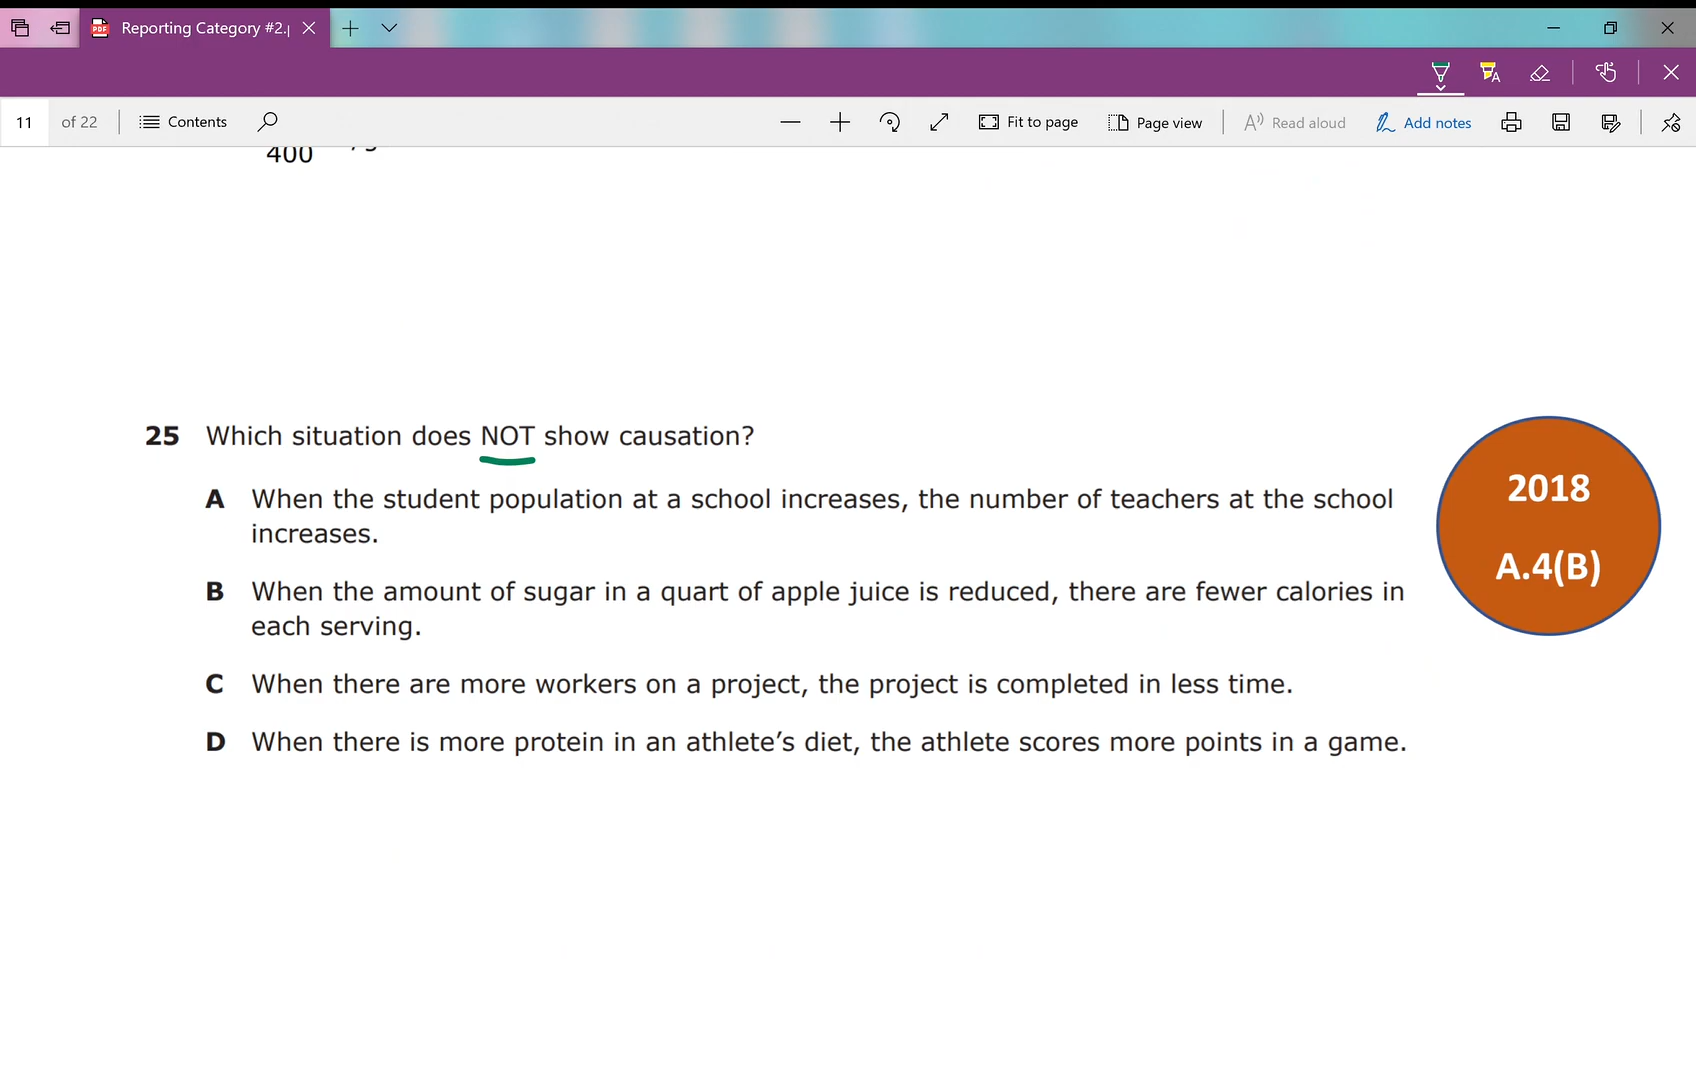 Reporting Category #2.p
11 of 22 Contents Fit to page Page view Read aloud Add notes
400
25 Which situation does NOT show causation?
A When the student population at a school increases, the number of teachers at the school
increases.
B When the amount of sugar in a quart of apple juice is reduced, there are fewer calories in
each serving.
C When there are more workers on a project, the project is completed in less time.
D When there is more protein in an athlete’s diet, the athlete scores more points in a game.
2018
A.4(B)